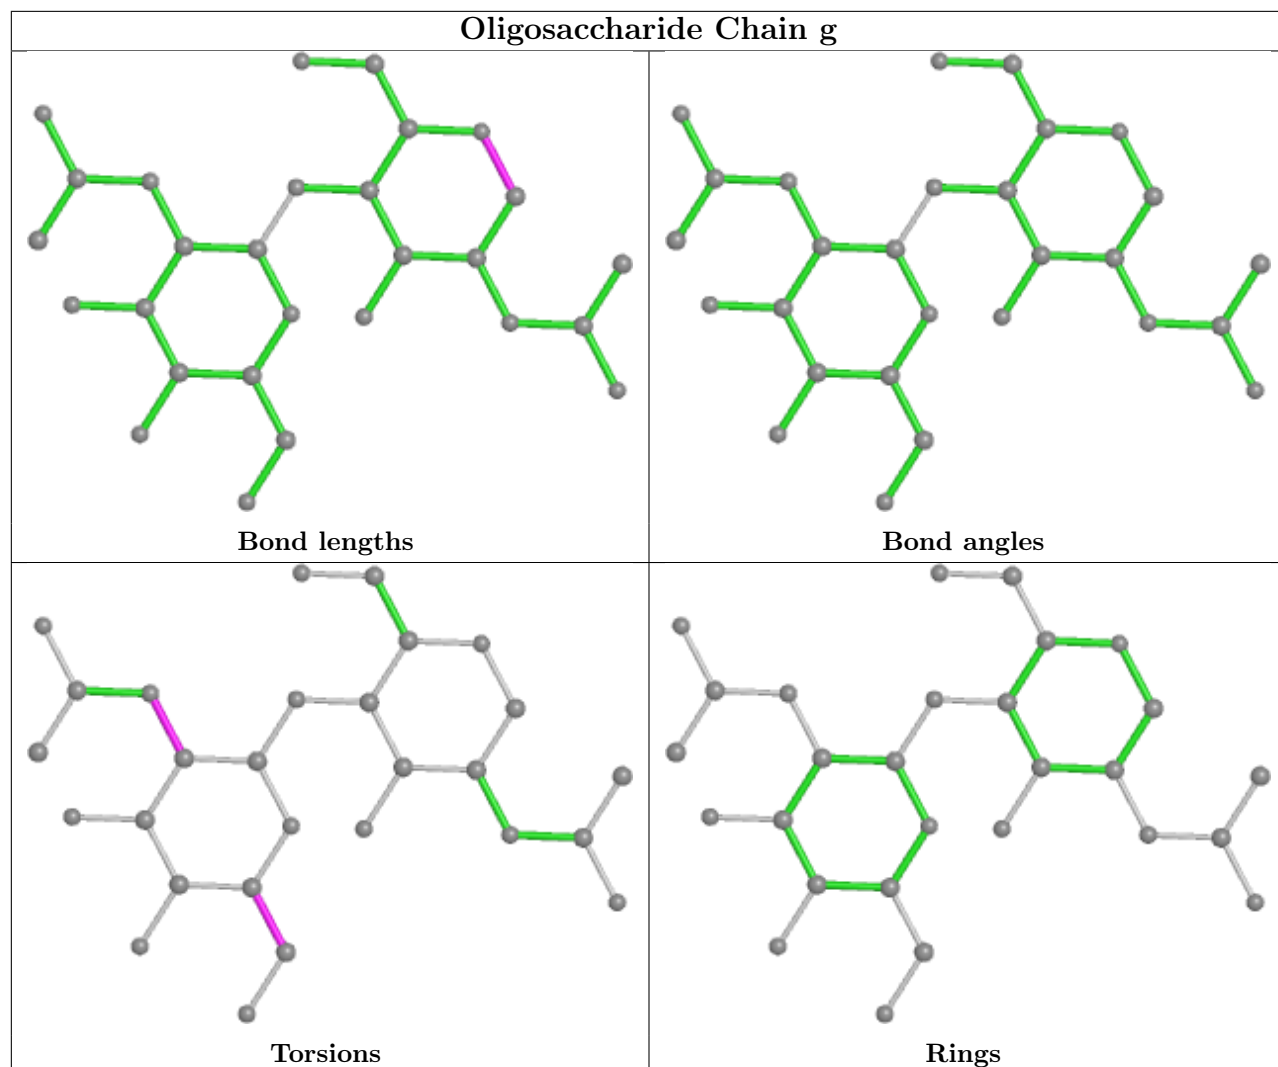 Oligosaccharide Chain g
Bond lengths
Bond angles
Torsions
Rings